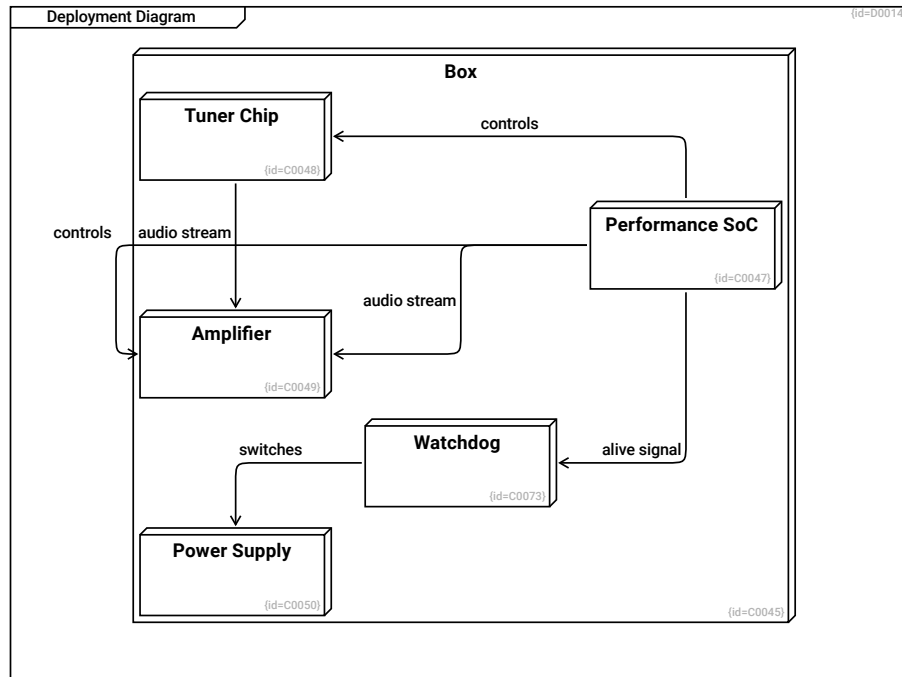 Deployment Diagram
{id=D0014
Box
Tuner Chip
{id=C0048}
controls
Performance SoC
{id=C0047}
controls
audio stream
audio stream
Amplifier
{id=C0049}
Watchdog
{id=C0073}
switches
alive signal
Power Supply
{id=C0050}
{id=C0045}